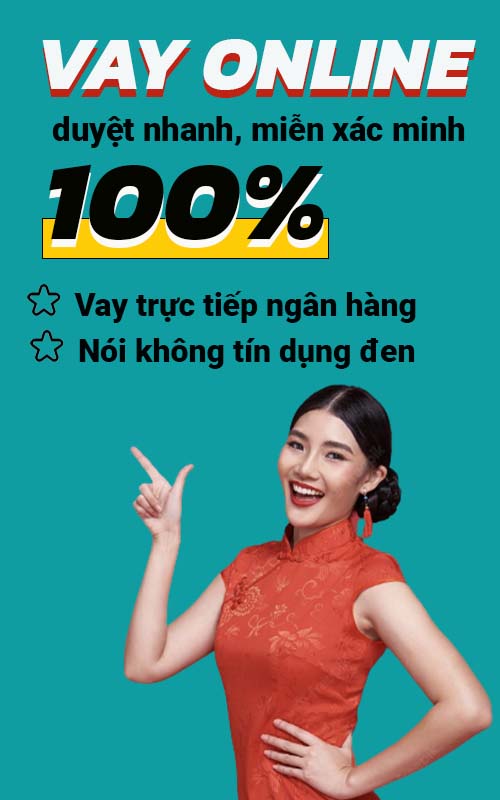 VAY ONLINE
duyệt nhanh, miễn xác minh
100%
Vay trực tiếp ngân hàng
Nói không tín dụng đen